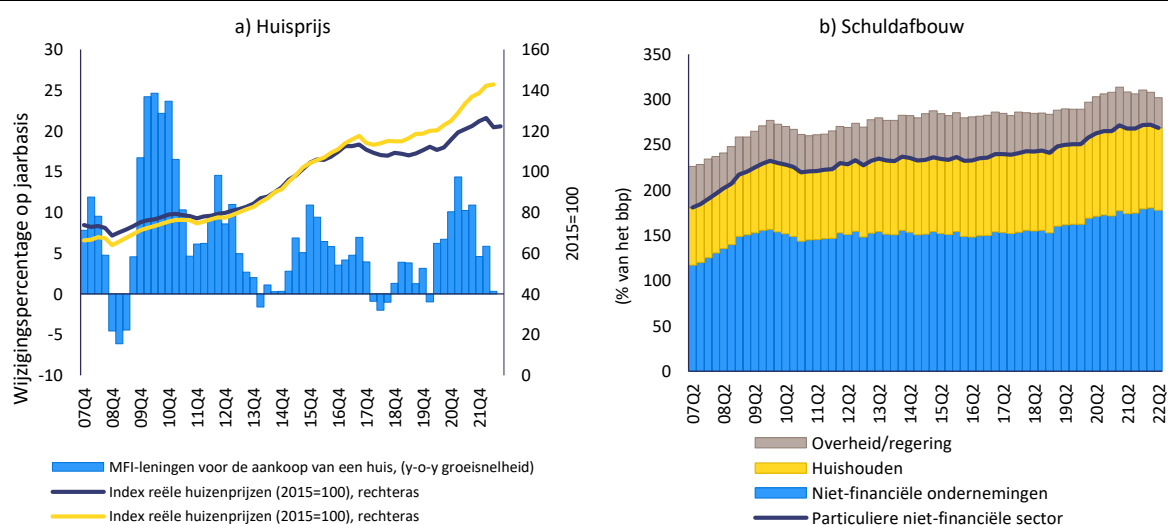 a) Huisprijs
Wijzigingspercentage op jaarbasis
30
25
20
15
10
5
0
-5
-10
160
140
120
100
80
60
40
20
0
2015=100
07Q4
08Q4
09Q4
10Q4
11Q4
12Q4
13Q4
14Q4
15Q4
16Q4
17Q4
18Q4
19Q4
20Q4
21Q4
MFI-leningen voor de aankoop van een huis, (y-o-y groeisnelheid)
Index reële huizenprijzen (2015=100), rechteras
Index reële huizenprijzen (2015=100), rechteras
b) Schuldafbouw
(% van het bbp)
350
300
250
200
150
100
50
0
07Q2
08Q2
09Q2
10Q2
11Q2
12Q2
13Q2
14Q2
15Q2
16Q2
17Q2
18Q2
19Q2
20Q2
21Q2
22Q2
Overheid/regering
Huishouden
Niet-financiële ondernemingen
Particuliere niet-financiële sector